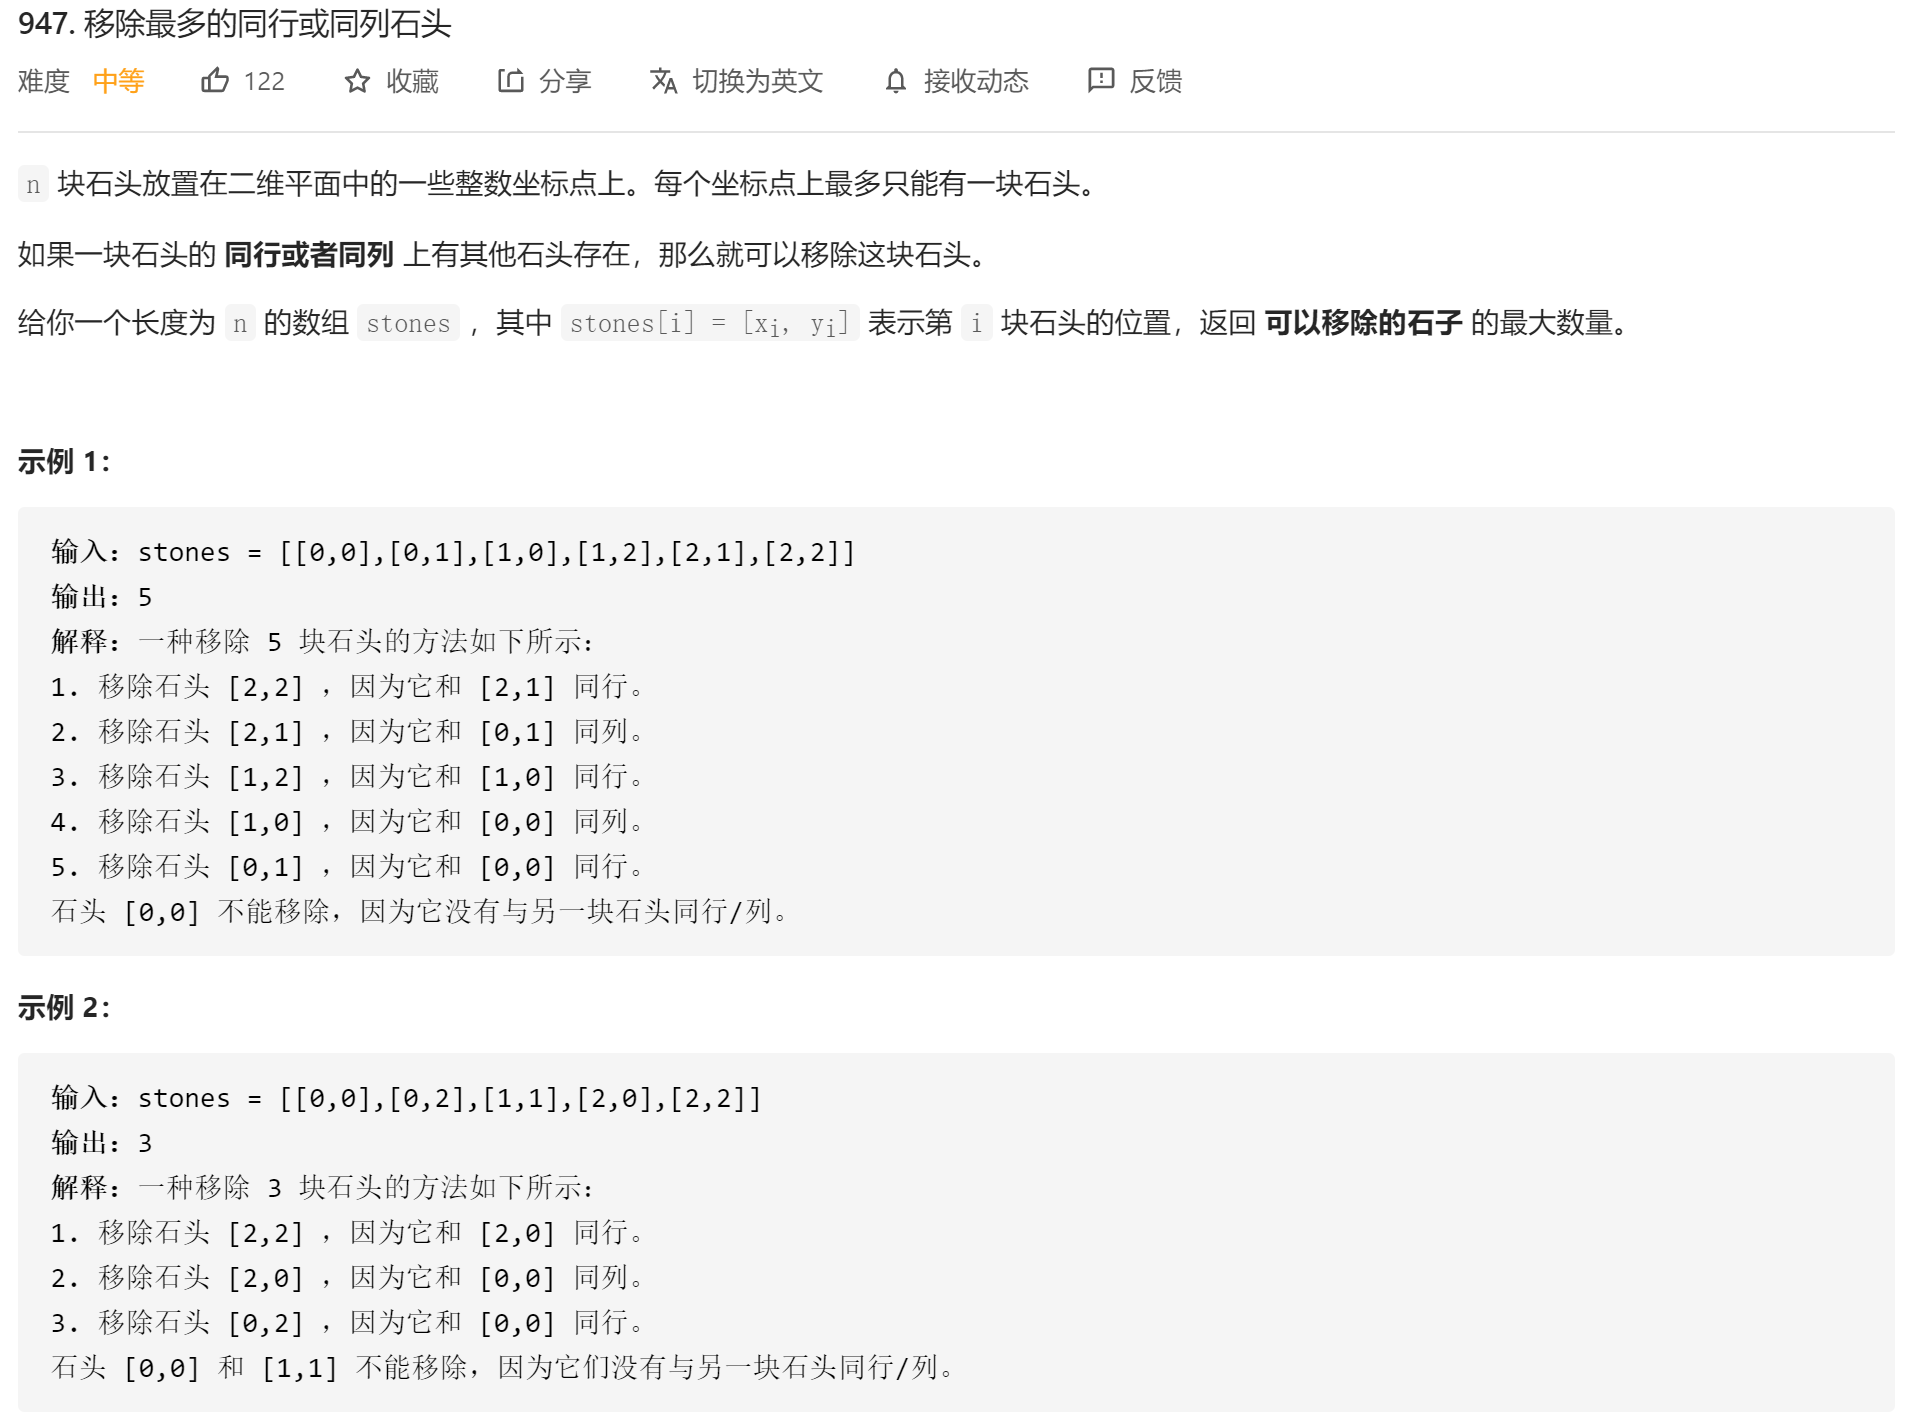 947. 移除最多的同行或同列石头
难度 中等 122 收藏 分享 切换为英文 接收动态 反馈
n 块石头放置在二维平面中的一些整数坐标点上。每个坐标点上最多只能有一块石头。
如果一块石头的 同行或者同列 上有其他石头存在，那么就可以移除这块石头。
给你一个长度为 n 的数组 stones ，其中 stones[i] = [xi, yi] 表示第 i 块石头的位置，返回 可以移除的石子 的最大数量。
示例 1：
输入：stones = [[0,0],[0,1],[1,0],[1,2],[2,1],[2,2]]
输出：5
解释：一种移除 5 块石头的方法如下所示：
1. 移除石头 [2,2] ，因为它和 [2,1] 同行。
2. 移除石头 [2,1] ，因为它和 [0,1] 同列。
3. 移除石头 [1,2] ，因为它和 [1,0] 同行。
4. 移除石头 [1,0] ，因为它和 [0,0] 同列。
5. 移除石头 [0,1] ，因为它和 [0,0] 同行。
石头 [0,0] 不能移除，因为它没有与另一块石头同行/列。
示例 2：
输入：stones = [[0,0],[0,2],[1,1],[2,0],[2,2]]
输出：3
解释：一种移除 3 块石头的方法如下所示：
1. 移除石头 [2,2] ，因为它和 [2,0] 同行。
2. 移除石头 [2,0] ，因为它和 [0,0] 同列。
3. 移除石头 [0,2] ，因为它和 [0,0] 同行。
石头 [0,0] 和 [1,1] 不能移除，因为它们没有与另一块石头同行/列。